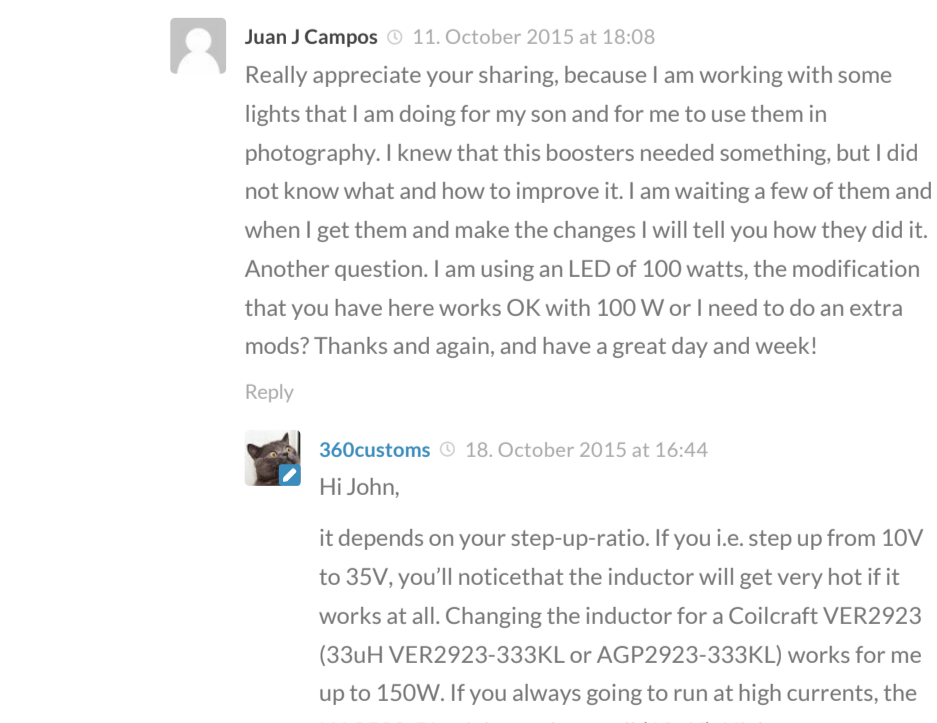 Juan J Campos 11. October 2015 at 18:08
Really appreciate your sharing, because I am working with some
lights that I am doing for my son and for me to use them in
photography. I knew that this boosters needed something, but I did
not know what and how to improve it. I am waiting a few of them and
when I get them and make the changes I will tell you how they did it.
Another question. I am using an LED of 100 watts, the modification
that you have here works OK with 100 W or I need to do an extra
mods? Thanks and again, and have a great day and week!
Reply
360customs 18. October 2015 at 16:44
Hi John,
it depends on your step-up-ratio. If you i.e. step up from 10V
to 35V, you’ll noticethat the inductor will get very hot if it
works at all. Changing the inductor for a Coilcraft VER2923
(33uH VER2923-333KL or AGP2923-333KL) works for me
up to 150W. If you always going to run at high currents, the